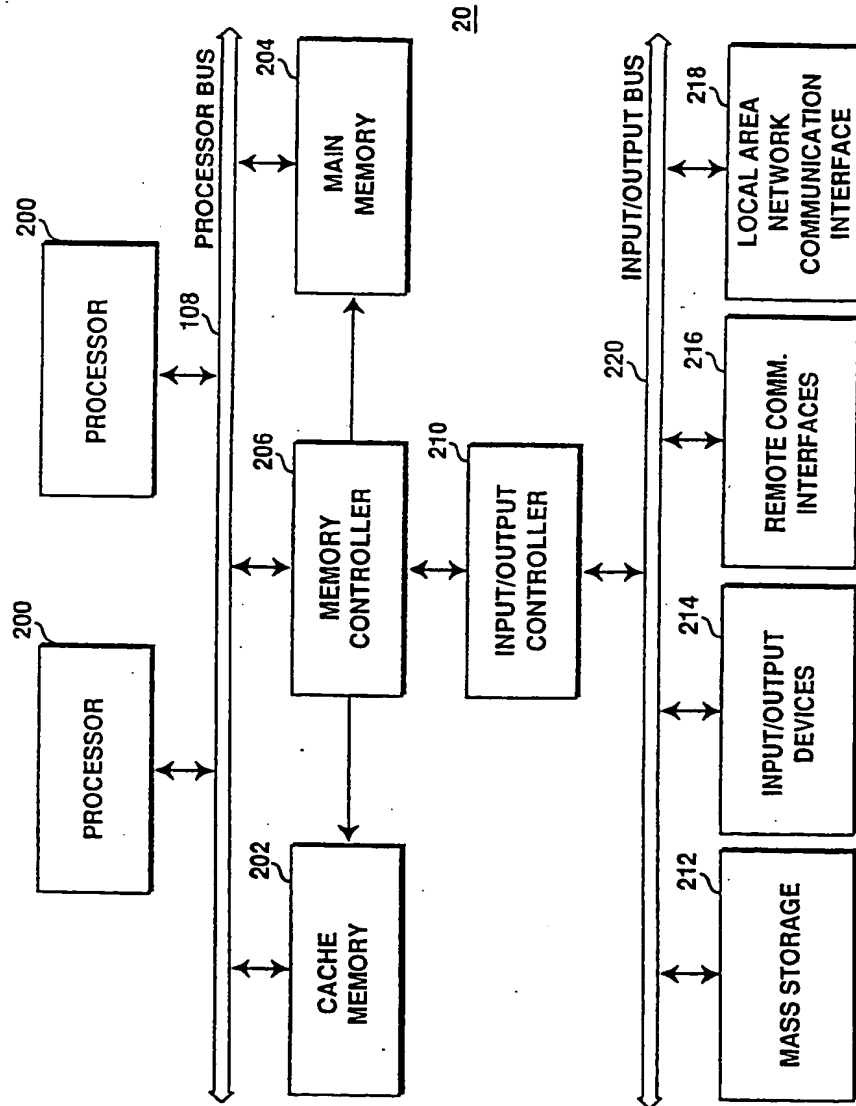 200
PROCESSOR
200
PROCESSOR
108
PROCESSOR BUS
202
CACHE
MEMORY
206
MEMORY
CONTROLLER
204
MAIN
MEMORY
20
210
INPUT/OUTPUT
CONTROLLER
220
INPUT/OUTPUT BUS
212
MASS STORAGE
214
INPUT/OUTPUT
DEVICES
216
REMOTE COMM.
INTERFACES
218
LOCAL AREA
NETWORK
COMMUNICATION
INTERFACE